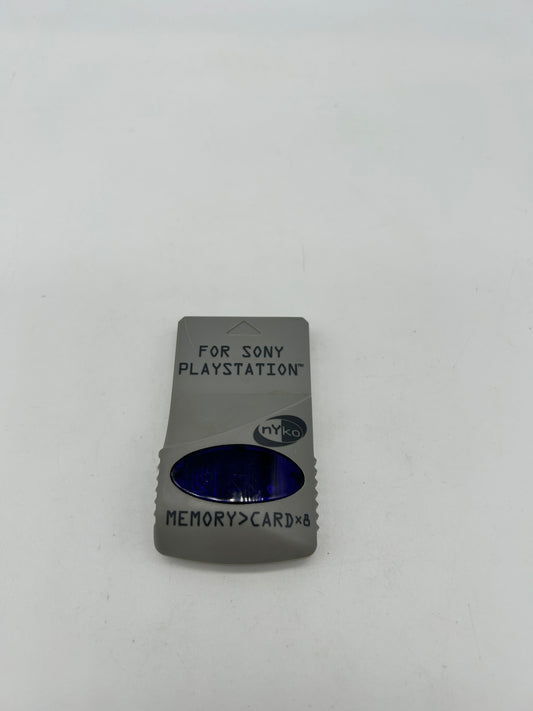 FOR SONY
PLAYSTATION™
nYko
MEMORY>CARD×8